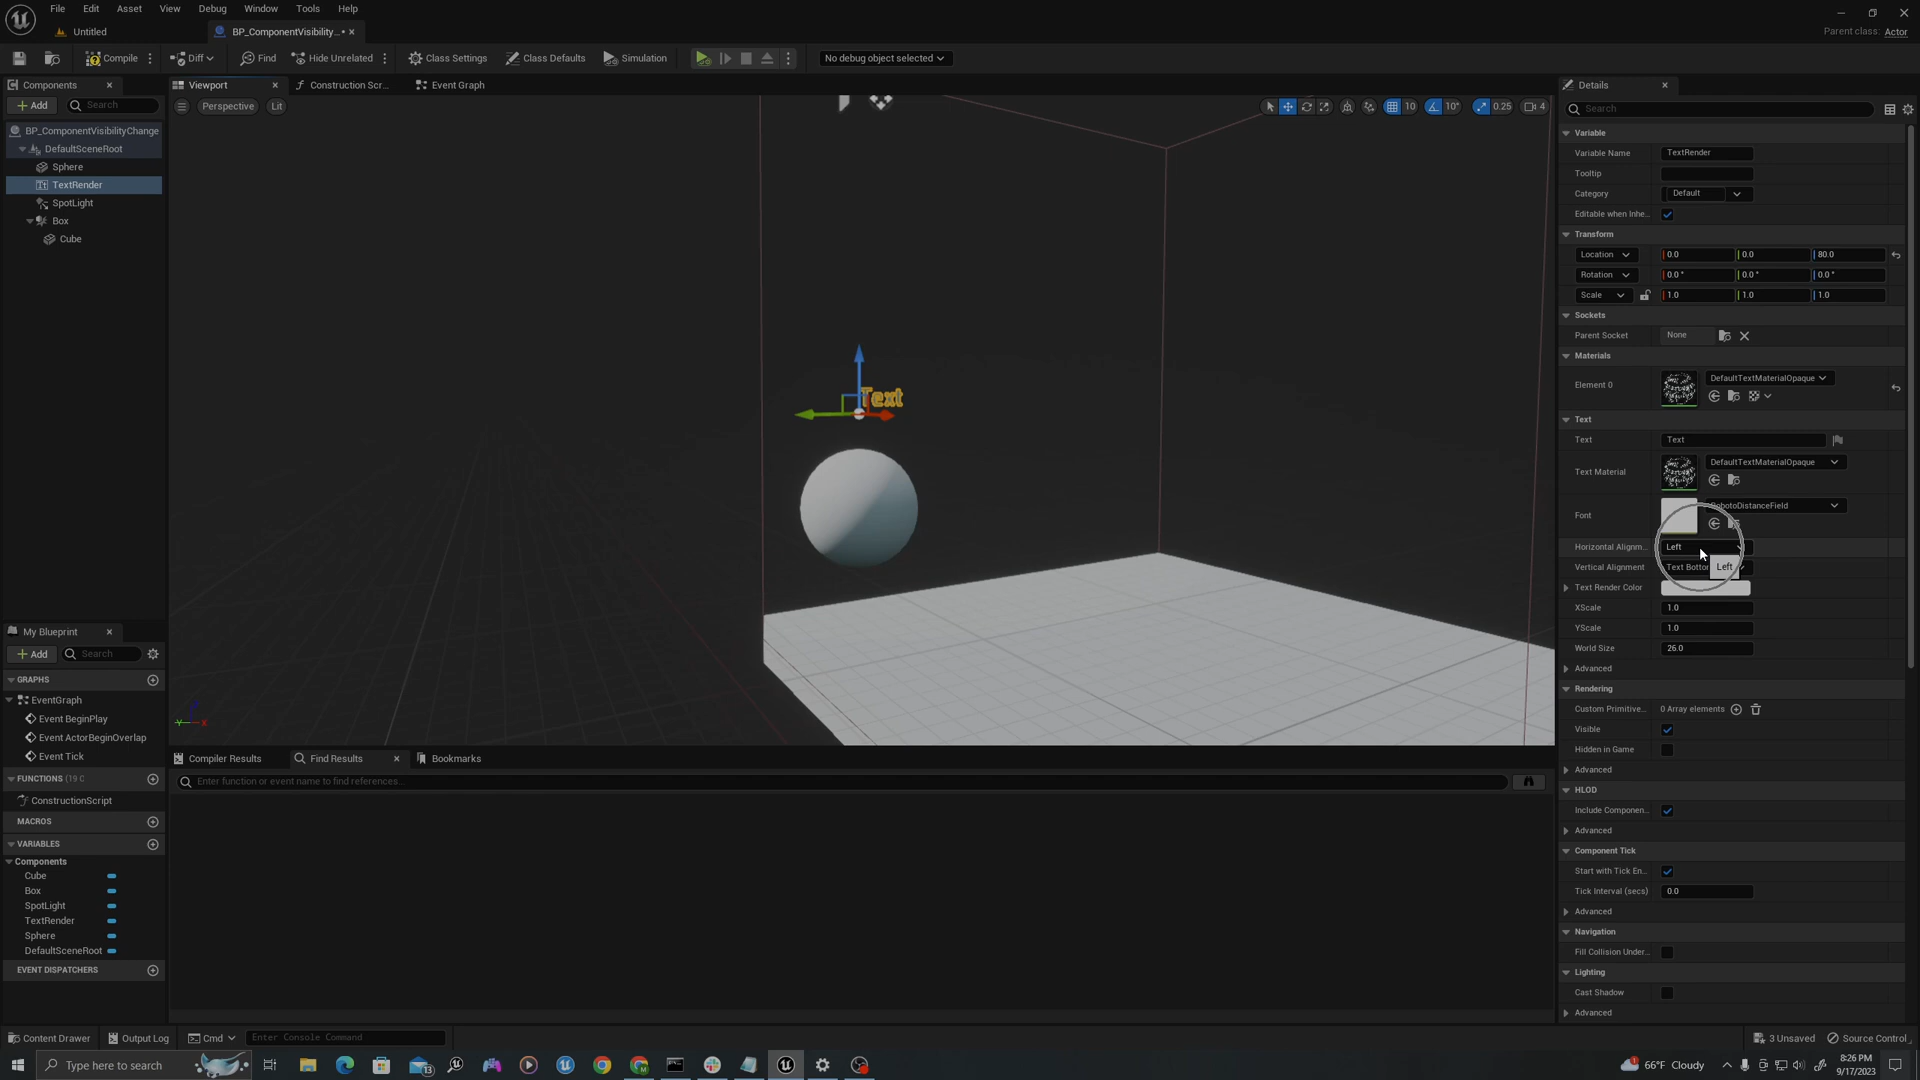 File Edit Asset View Debug Window Tools Help
Untitled
BP_ComponentVisibility...•
Parent class: Actor
Compile
Diff
Find
Hide Unrelated
Class Settings
Class Defaults
Simulation
No debug object selected
Components
Add
Search
BP_ComponentVisibilityChange
DefaultSceneRoot
Sphere
TextRender
SpotLight
Box
Cube
My Blueprint
Add
Search
GRAPHS
EventGraph
Event BeginPlay
Event ActorBeginOverlap
Event Tick
FUNCTIONS (19 C
ConstructionScript
MACROS
VARIABLES
Components
Cube
Box
SpotLight
TextRender
Sphere
DefaultSceneRoot
EVENT DISPATCHERS
Viewport
Construction Scr...
Event Graph
Perspective
Lit
10
10°
0.25
4
Text
Y
X
Compiler Results
Find Results
Bookmarks
Enter function or event name to find references...
Details
Search
Variable
Variable Name TextRender
Tooltip
Category Default
Editable when Inhe...
Transform
Location 0.0 0.0 80.0
Rotation 0.0 ° 0.0 ° 0.0 °
Scale 1.0 1.0 1.0
Sockets
Parent Socket None
Materials
Element 0 DefaultTextMaterialOpaque
Text
Text Text
Text Material DefaultTextMaterialOpaque
Font RobotoDistanceField
Horizontal Alignm... Left
Vertical Alignment Text Bottor Left
Text Render Color
XScale 1.0
YScale 1.0
World Size 26.0
Advanced
Rendering
Custom Primitive... 0 Array elements
Visible
Hidden in Game
Advanced
HLOD
Include Componen...
Advanced
Component Tick
Start with Tick En...
Tick Interval (secs) 0.0
Advanced
Navigation
Fill Collision Under...
Lighting
Cast Shadow
Advanced
Content Drawer
Output Log
Cmd
Enter Console Command
3 Unsaved
Source Control
Type here to search
13
66°F Cloudy
8:26 PM
9/17/2023